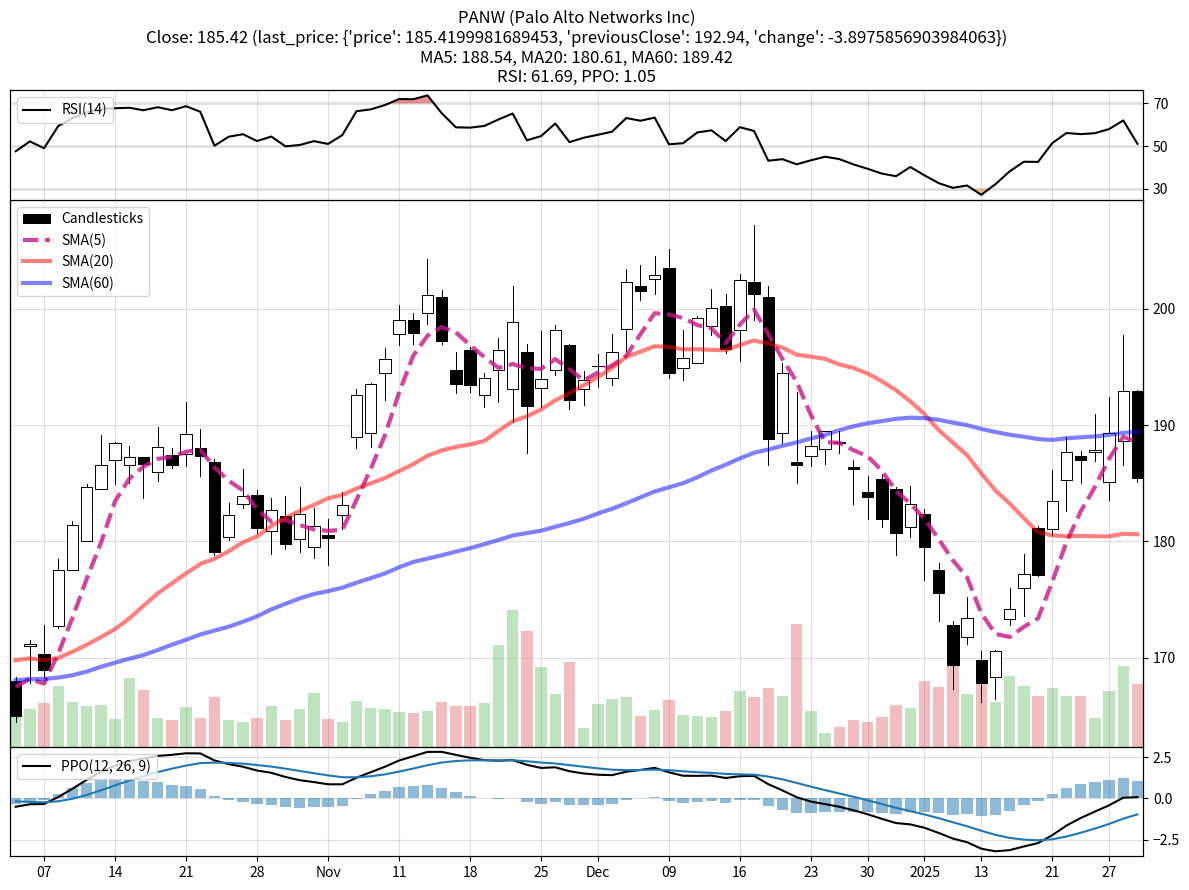 PANW (Palo Alto Networks Inc)
Close: 185.42 (last_price: {'price': 185.4199981689453, 'previousClose': 192.94, 'change': -3.8975856903984063})
MA5: 188.54, MA20: 180.61, MA60: 189.42
RSI: 61.69, PPO: 1.05
RSI(14)
70
50
30
Candlesticks
SMA(5)
SMA(20)
SMA(60)
200
190
180
170
PPO(12, 26, 9)
2.5
0.0
−2.5
07 14 21 28 Nov 11 18 25 Dec 09 16 23 30 2025 13 21 27